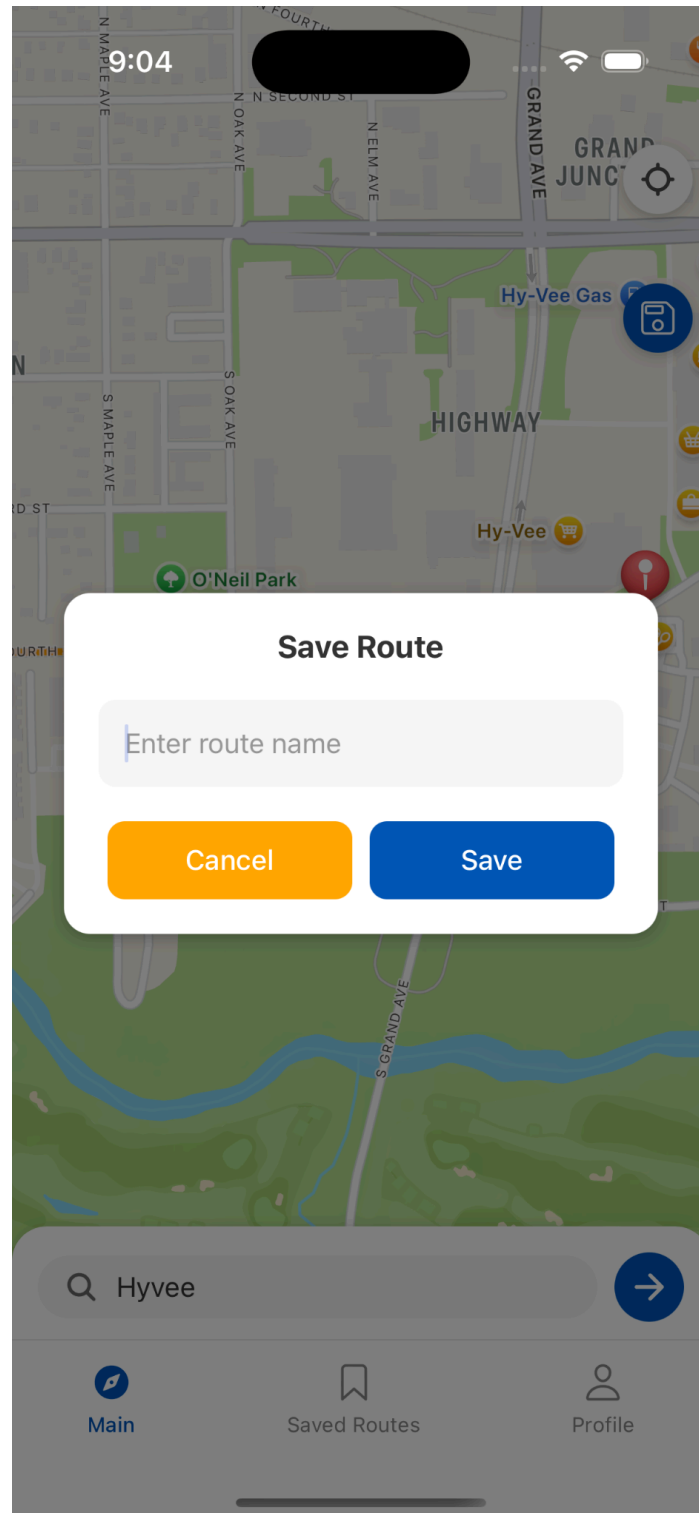 N FOURTH
9:04
N MAPLE AVE
N SECOND ST
N OAK AVE
N ELM AVE
GRAND AVE
GRAND
JUNC
Hy-Vee Gas
N
S MAPLE AVE
S OAK AVE
HIGHWAY
RD ST
Hy-Vee
O'Neil Park
URTH
Save Route
Enter route name
Cancel
Save
T
S GRAND AVE
Hyvee
Main
Saved Routes
Profile